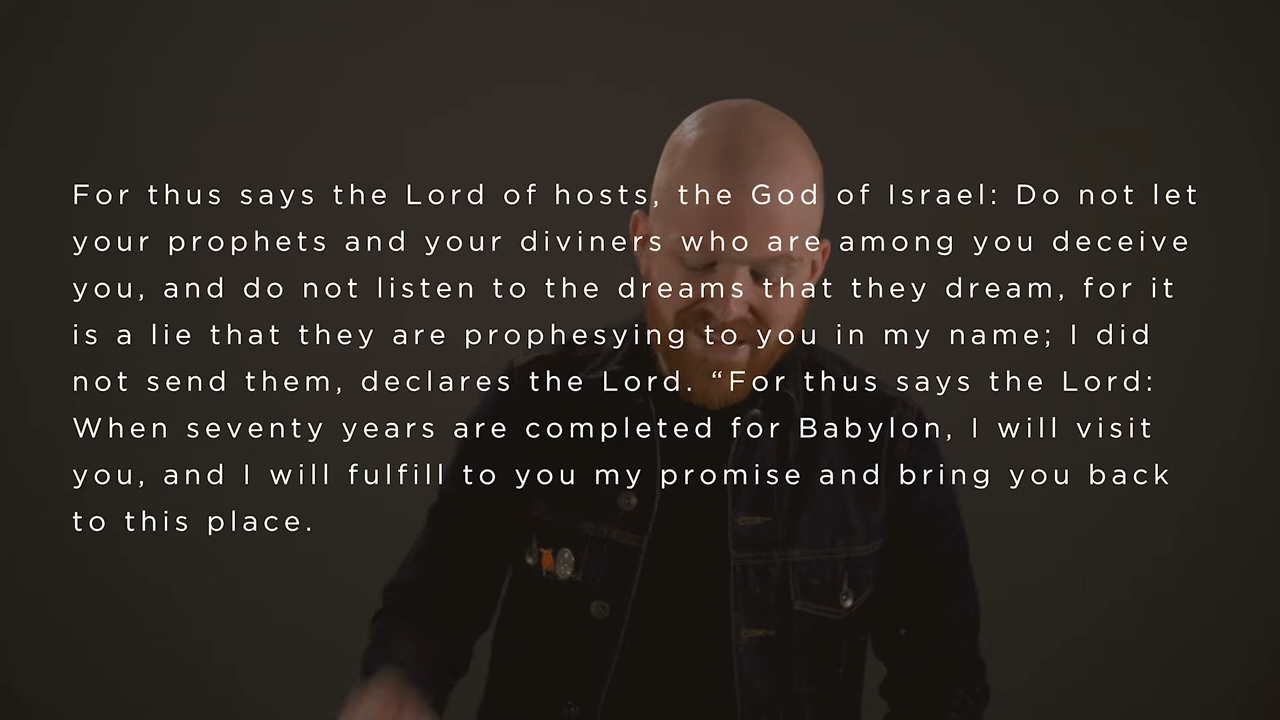 For thus says the Lord of hosts, the God of Israel: Do not let
your prophets and your diviners who are among you deceive
you, and do not listen to the dreams that they dream, for it
is a lie that they are prophesying to you in my name; I did
not send them, declares the Lord. “For thus says the Lord:
When seventy years are completed for Babylon, I will visit
you, and I will fulfill to you my promise and bring you back
to this place.